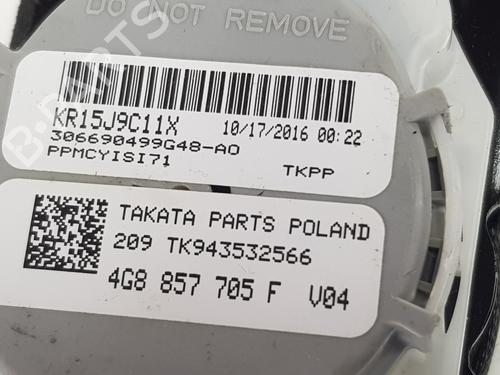 DO NOT REMOVE
KR15J9C11X 10/17/2016 00:22
306690499G48-AO
PPMCYISI71 TKPP
TAKATA PARTS POLAND
209 TK943532566
4G8 857 705 F V04
B-PARTS